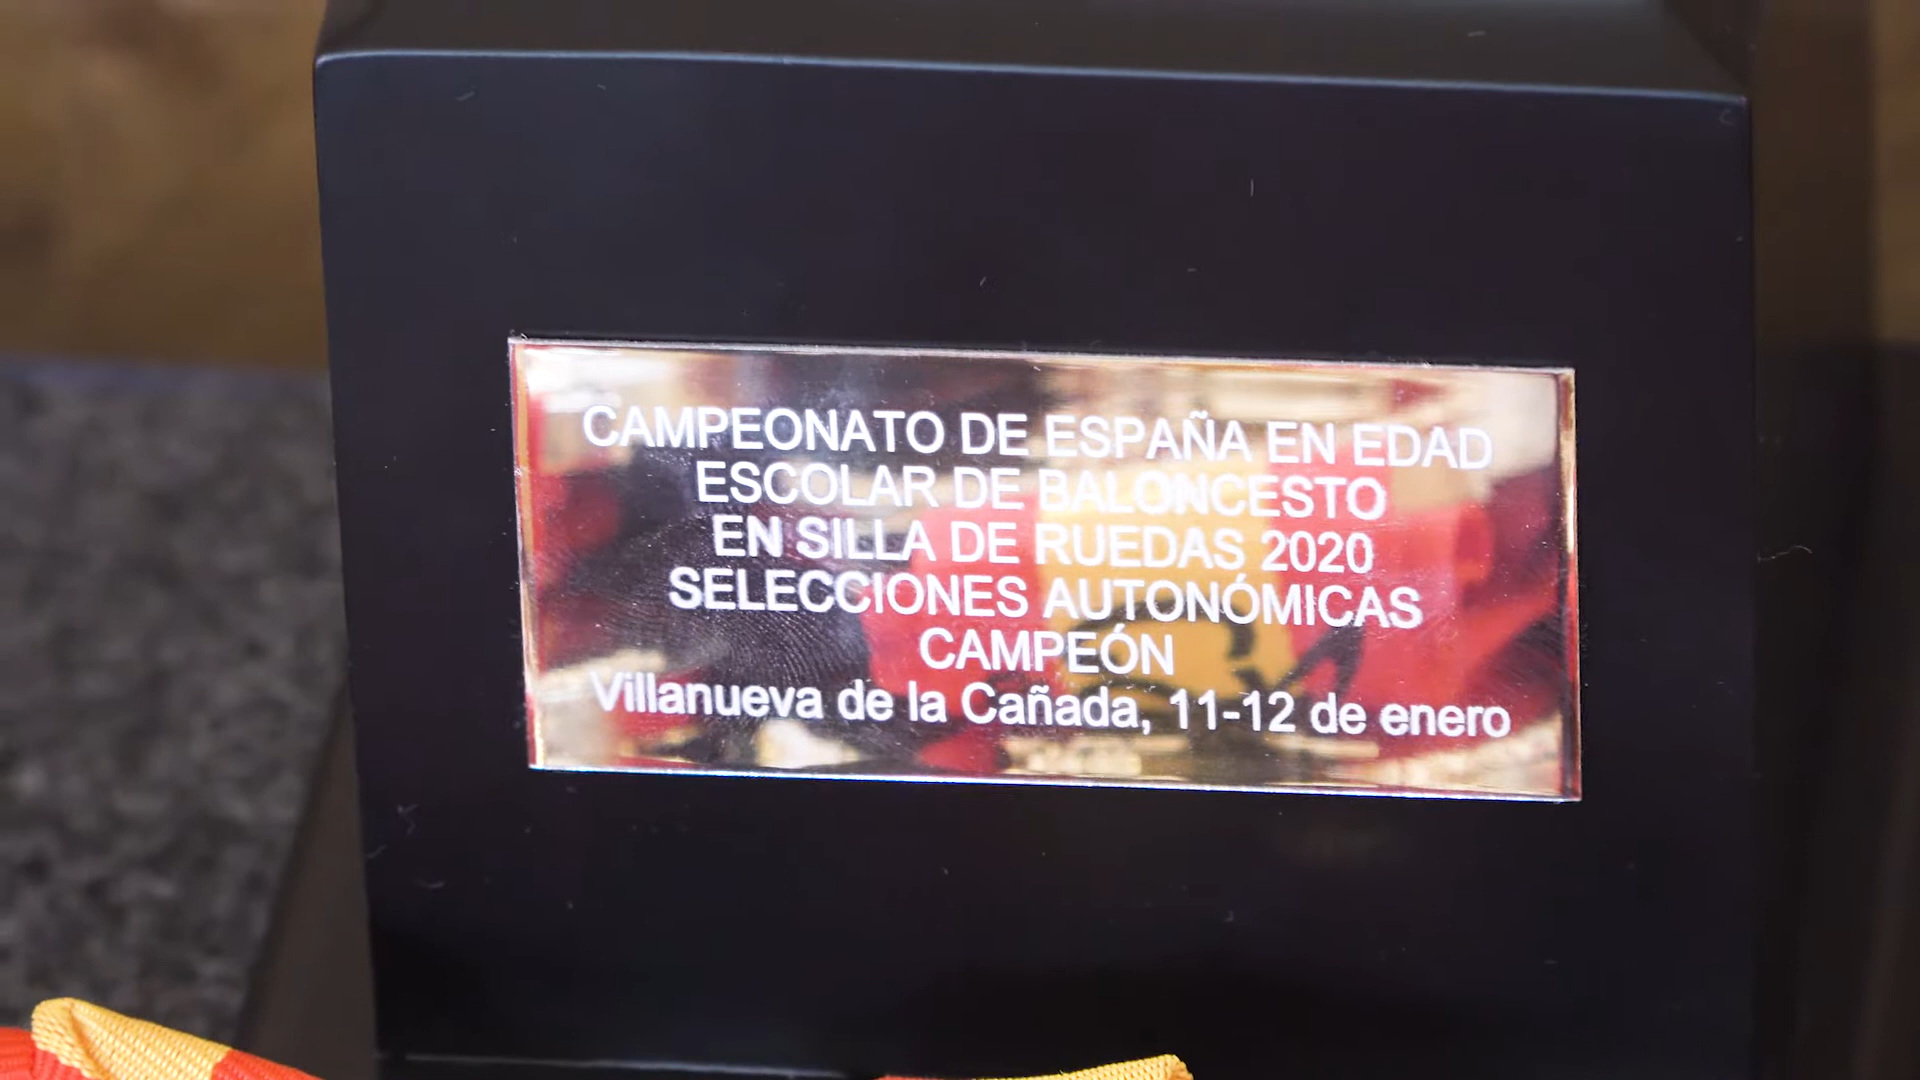 CAMPEONATO DE ESPAÑA EN EDAD
ESCOLAR DE BALONCESTO
EN SILLA DE RUEDAS 2020
SELECCIONES AUTONÓMICAS
CAMPEÓN
Villanueva de la Cañada, 11-12 de enero